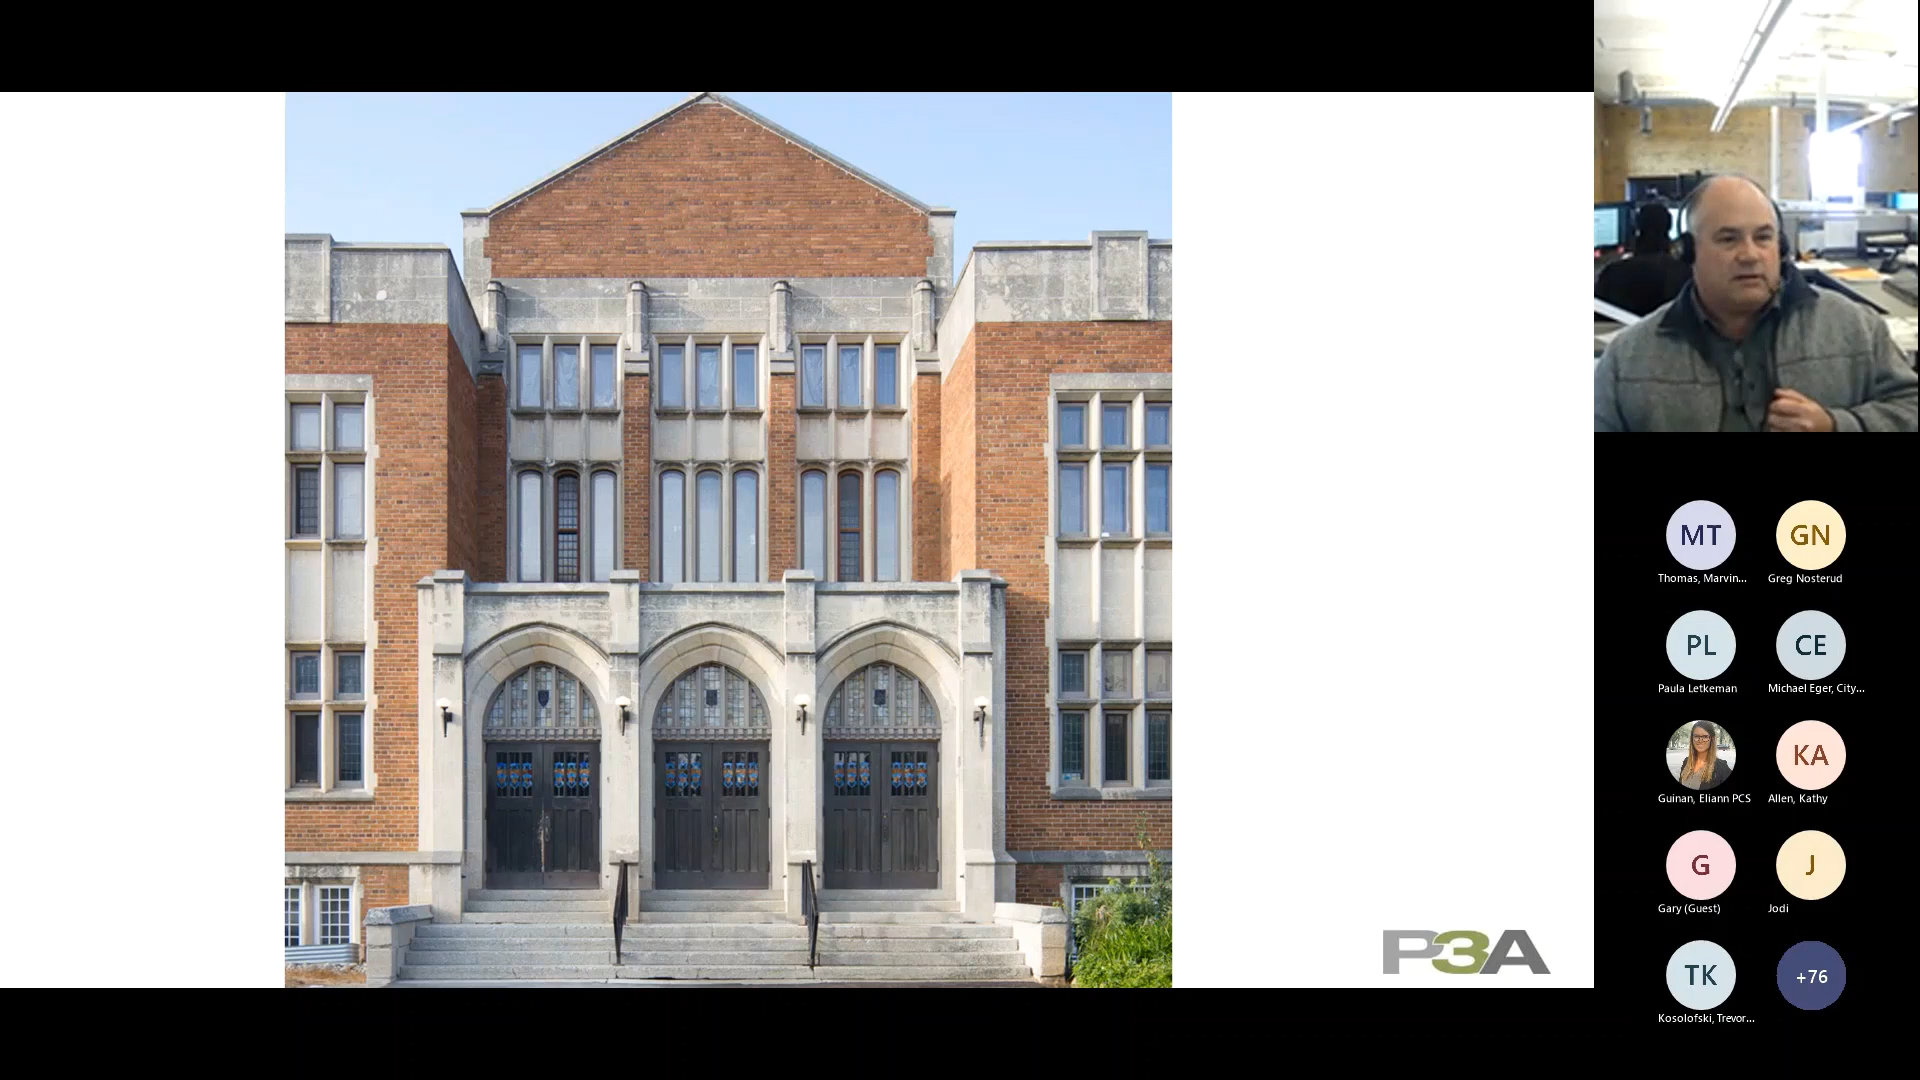 P3A
MT
GN
Thomas, Marvin...
Greg Nosterud
PL
CE
Paula Letkeman
Michael Eger, City...
KA
Guinan, Eliann PCS
Allen, Kathy
G
J
Gary (Guest)
Jodi
TK
+76
Kosolofski, Trevor...